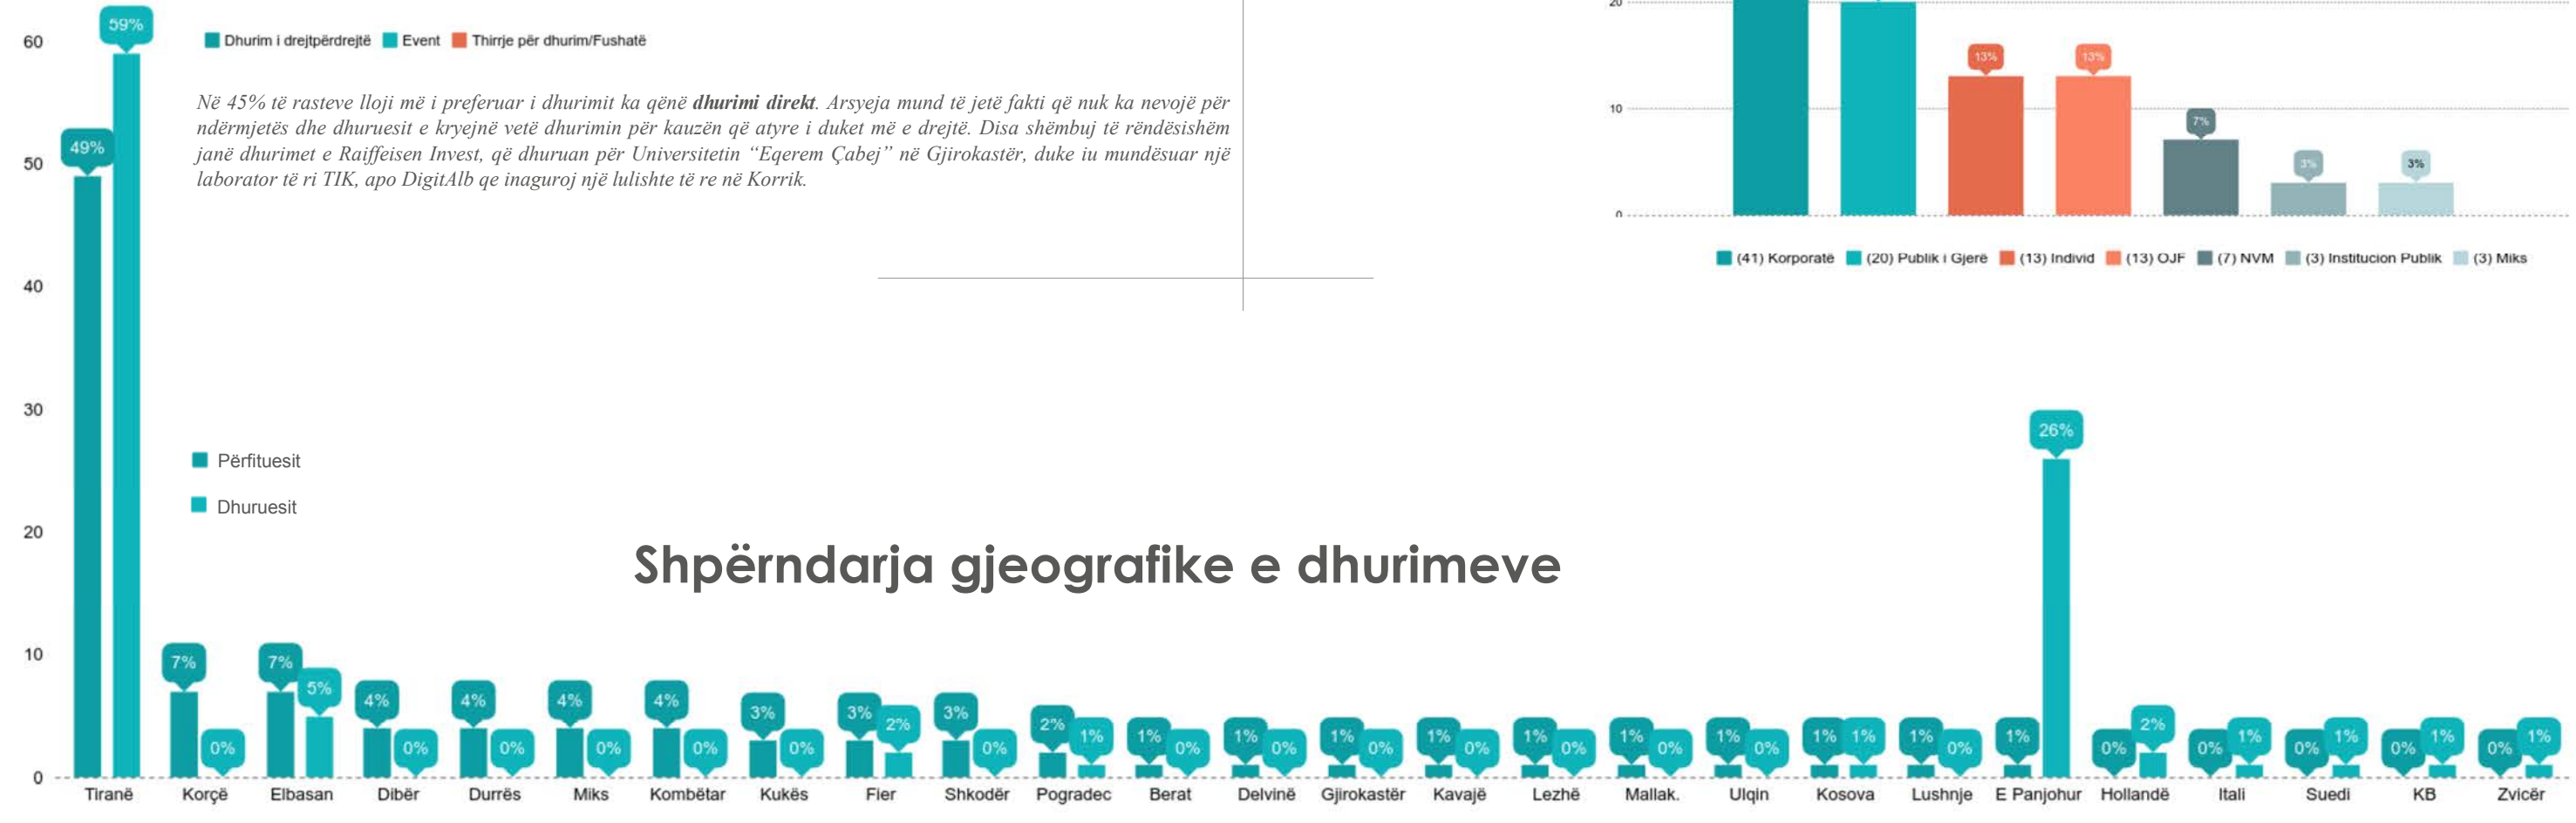 60
59%
Dhurim i drejtpërdrejtë Event Thirrje për dhurim/Fushatë
Në 45% të rasteve lloji më i preferuar i dhurimit ka qënë dhurimi direkt. Arsyeja mund të jetë fakti që nuk ka nevojë për
ndërmjetës dhe dhuruesit e kryejnë vetë dhurimin për kauzën që atyre i duket më e drejtë. Disa shëmbuj të rëndësishëm
janë dhurimet e Raiffeisen Invest, që dhuruan për Universitetin “Eqerem Çabej” në Gjirokastër, duke iu mundësuar një
laborator të ri TIK, apo DigitAlb qe inaguroj një lulishte të re në Korrik.
49%
50
40
30
20
10
0
Përfituesit
Dhuruesit
20
10
0
13% 13% 7% 3% 3%
(41) Korporatë (20) Publik i Gjerë (13) Individ (13) OJF (7) NVM (3) Institucion Publik (3) Miks
Shpërndarja gjeografike e dhurimeve
26%
7% 0% 7% 5% 4% 0% 4% 0% 4% 0% 4% 0% 3% 0% 3% 2% 3% 0% 2% 1% 1% 0% 1% 0% 1% 0% 1% 0% 1% 0% 1% 0% 1% 0% 1% 1% 1% 0% 1% 0% 2% 0% 1% 0% 1% 0% 1% 0% 1%
Tiranë Korçë Elbasan Dibër Durrës Miks Kombëtar Kukës Fier Shkodër Pogradec Berat Delvinë Gjirokastër Kavajë Lezhë Mallak. Ulqin Kosova Lushnje E Panjohur Hollandë Itali Suedi KB Zvicër